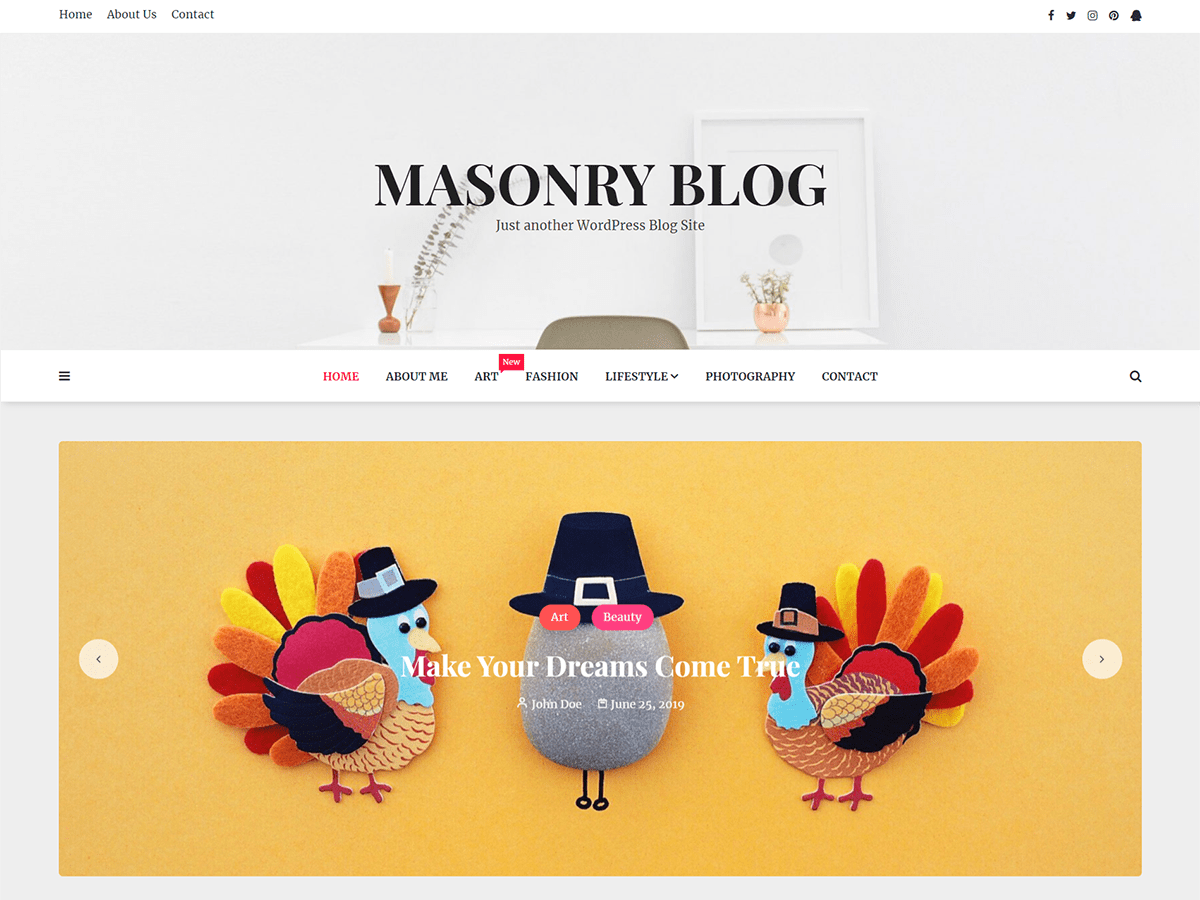 Home About Us Contact
MASONRY BLOG
Just another WordPress Blog Site
New
HOME ABOUT ME ART FASHION LIFESTYLE PHOTOGRAPHY CONTACT
Art Beauty
Make Your Dreams Come True
John Doe June 25, 2019